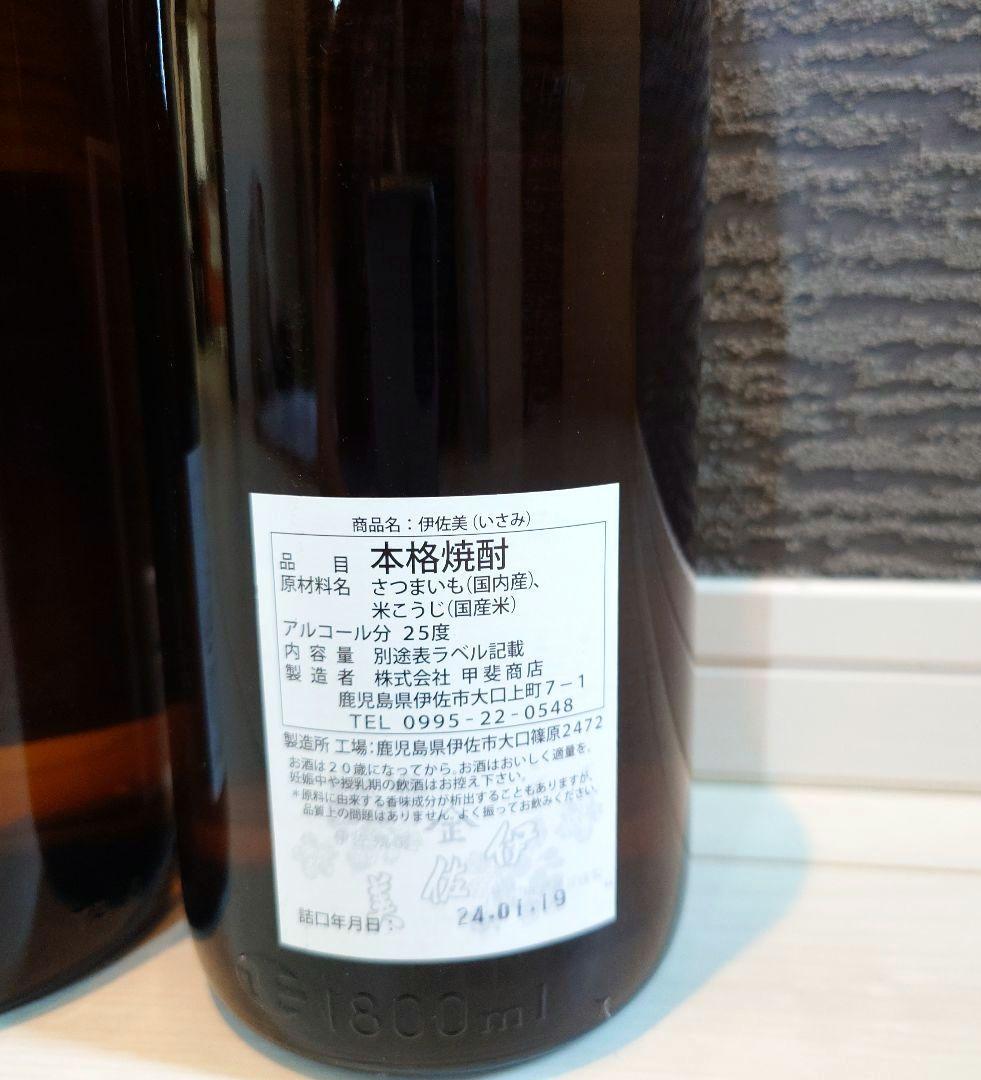 商品名：伊佐美（いさみ）
品　目　本格焼酎
原材料名　さつまいも（国内産）、
米こうじ（国産米）
アルコール分　25度
内容量　別途表ラベル記載
製造者　株式会社 甲斐商店
鹿児島県伊佐市大口上町７－１
TEL 0995-22-0548
製造所 工場：鹿児島県伊佐市大口篠原2472
お酒は２０歳になってから。お酒はおいしく適量を。
妊娠中や授乳期の飲酒はお控え下さい。
＊原料に由来する香味成分が析出することもありますが、
品質上の問題はありません。よく振ってお飲みください。
伊
佐
美
詰口年月日：　24.01.19
1800ml